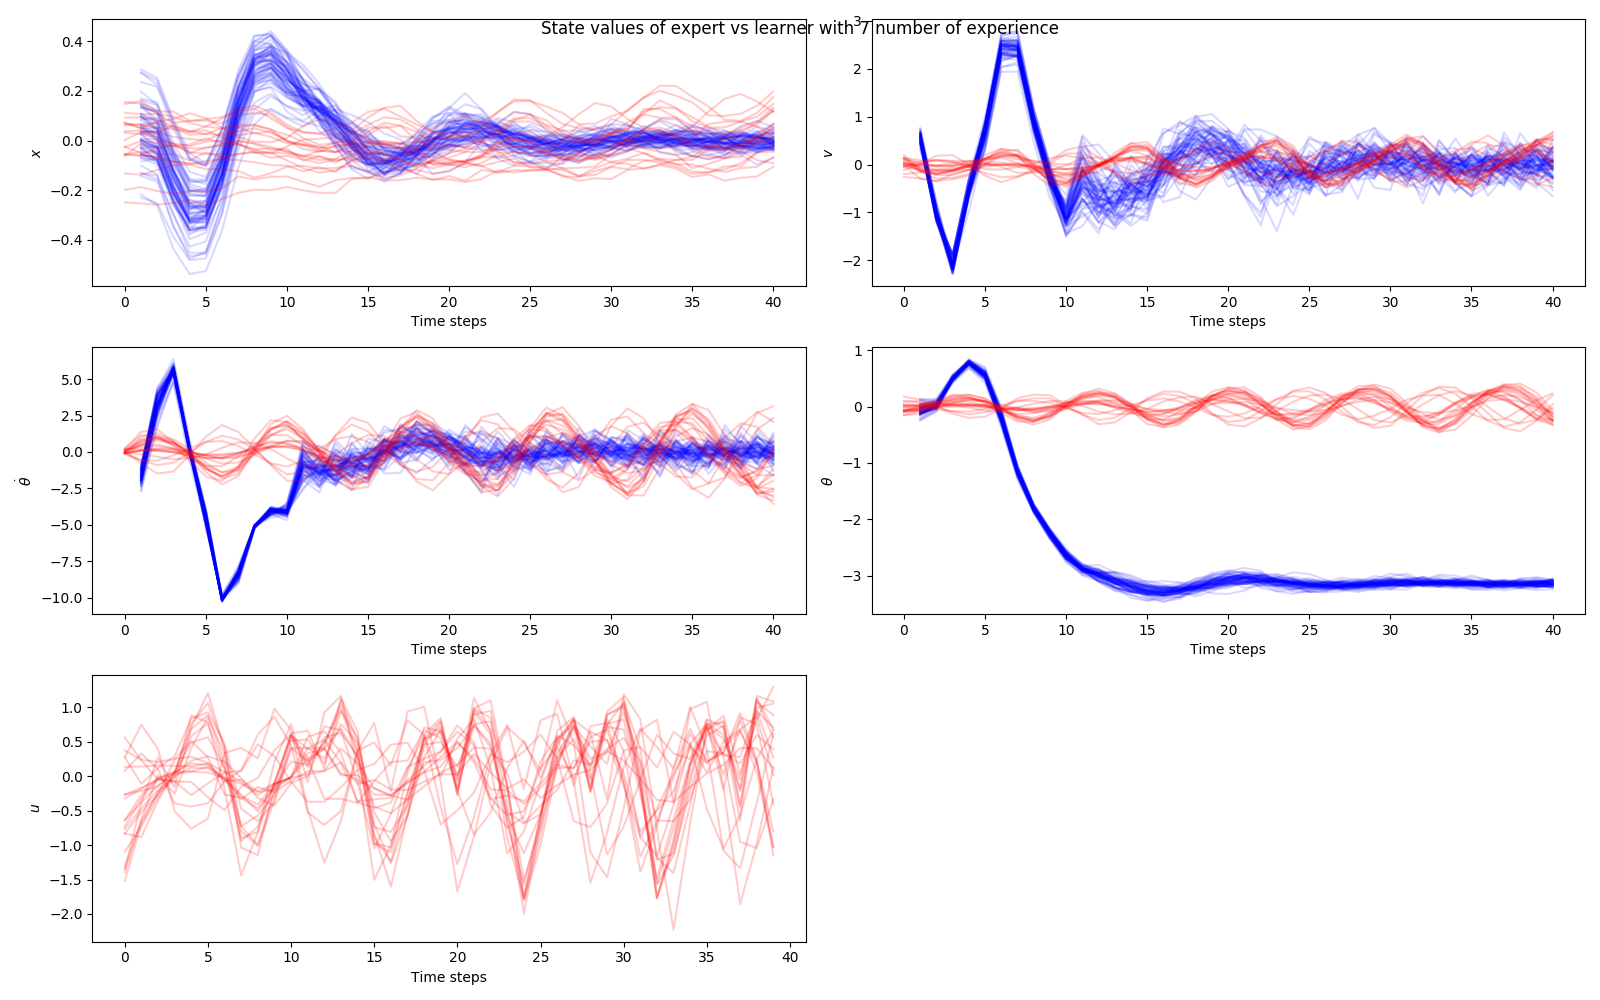 State values of expert vs learner with 7 number of experience
0.4
0.2
0.0
−0.2
−0.4
x
0 5 10 15 20 25 30 35 40
Time steps
3
2
1
0
−1
−2
v
0 5 10 15 20 25 30 35 40
Time steps
5.0
2.5
0.0
−2.5
−5.0
−7.5
−10.0
θ̇
0 5 10 15 20 25 30 35 40
Time steps
1
0
−1
−2
−3
θ
0 5 10 15 20 25 30 35 40
Time steps
1.0
0.5
0.0
−0.5
−1.0
−1.5
−2.0
u
0 5 10 15 20 25 30 35 40
Time steps